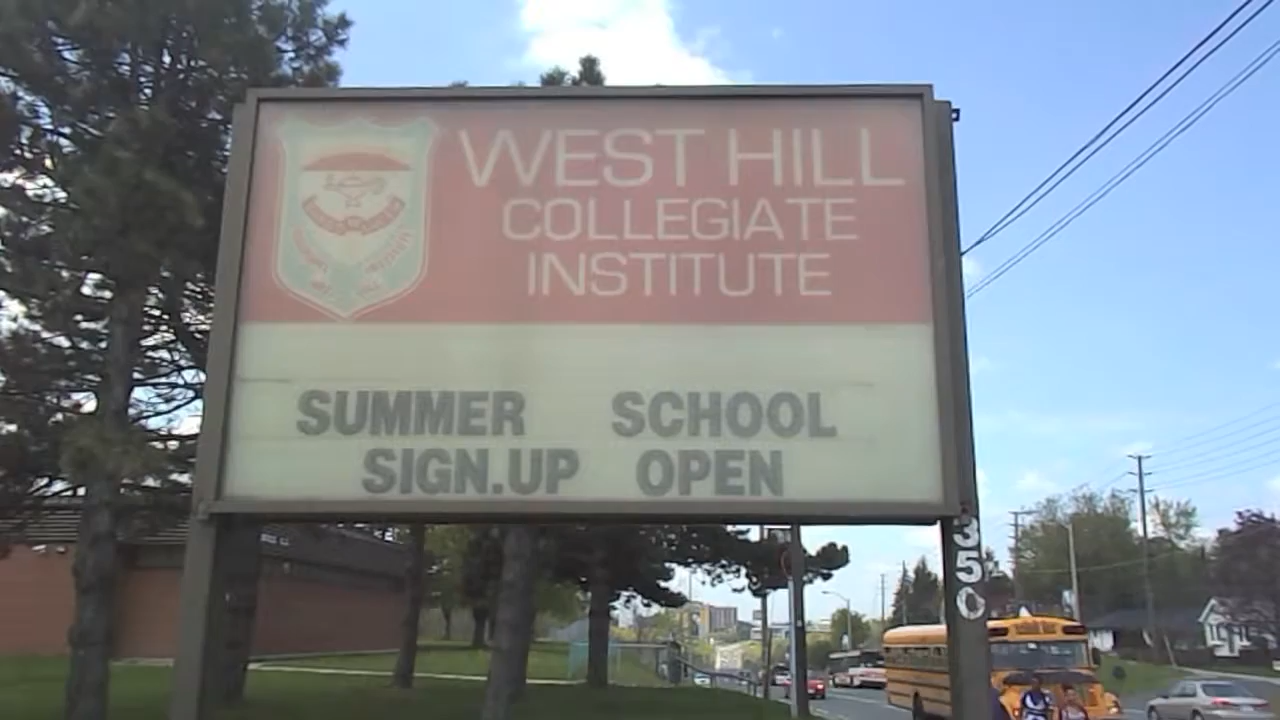 WEST HILL
COLLEGIATE
INSTITUTE
SUMMER SCHOOL
SIGN.UP OPEN
350